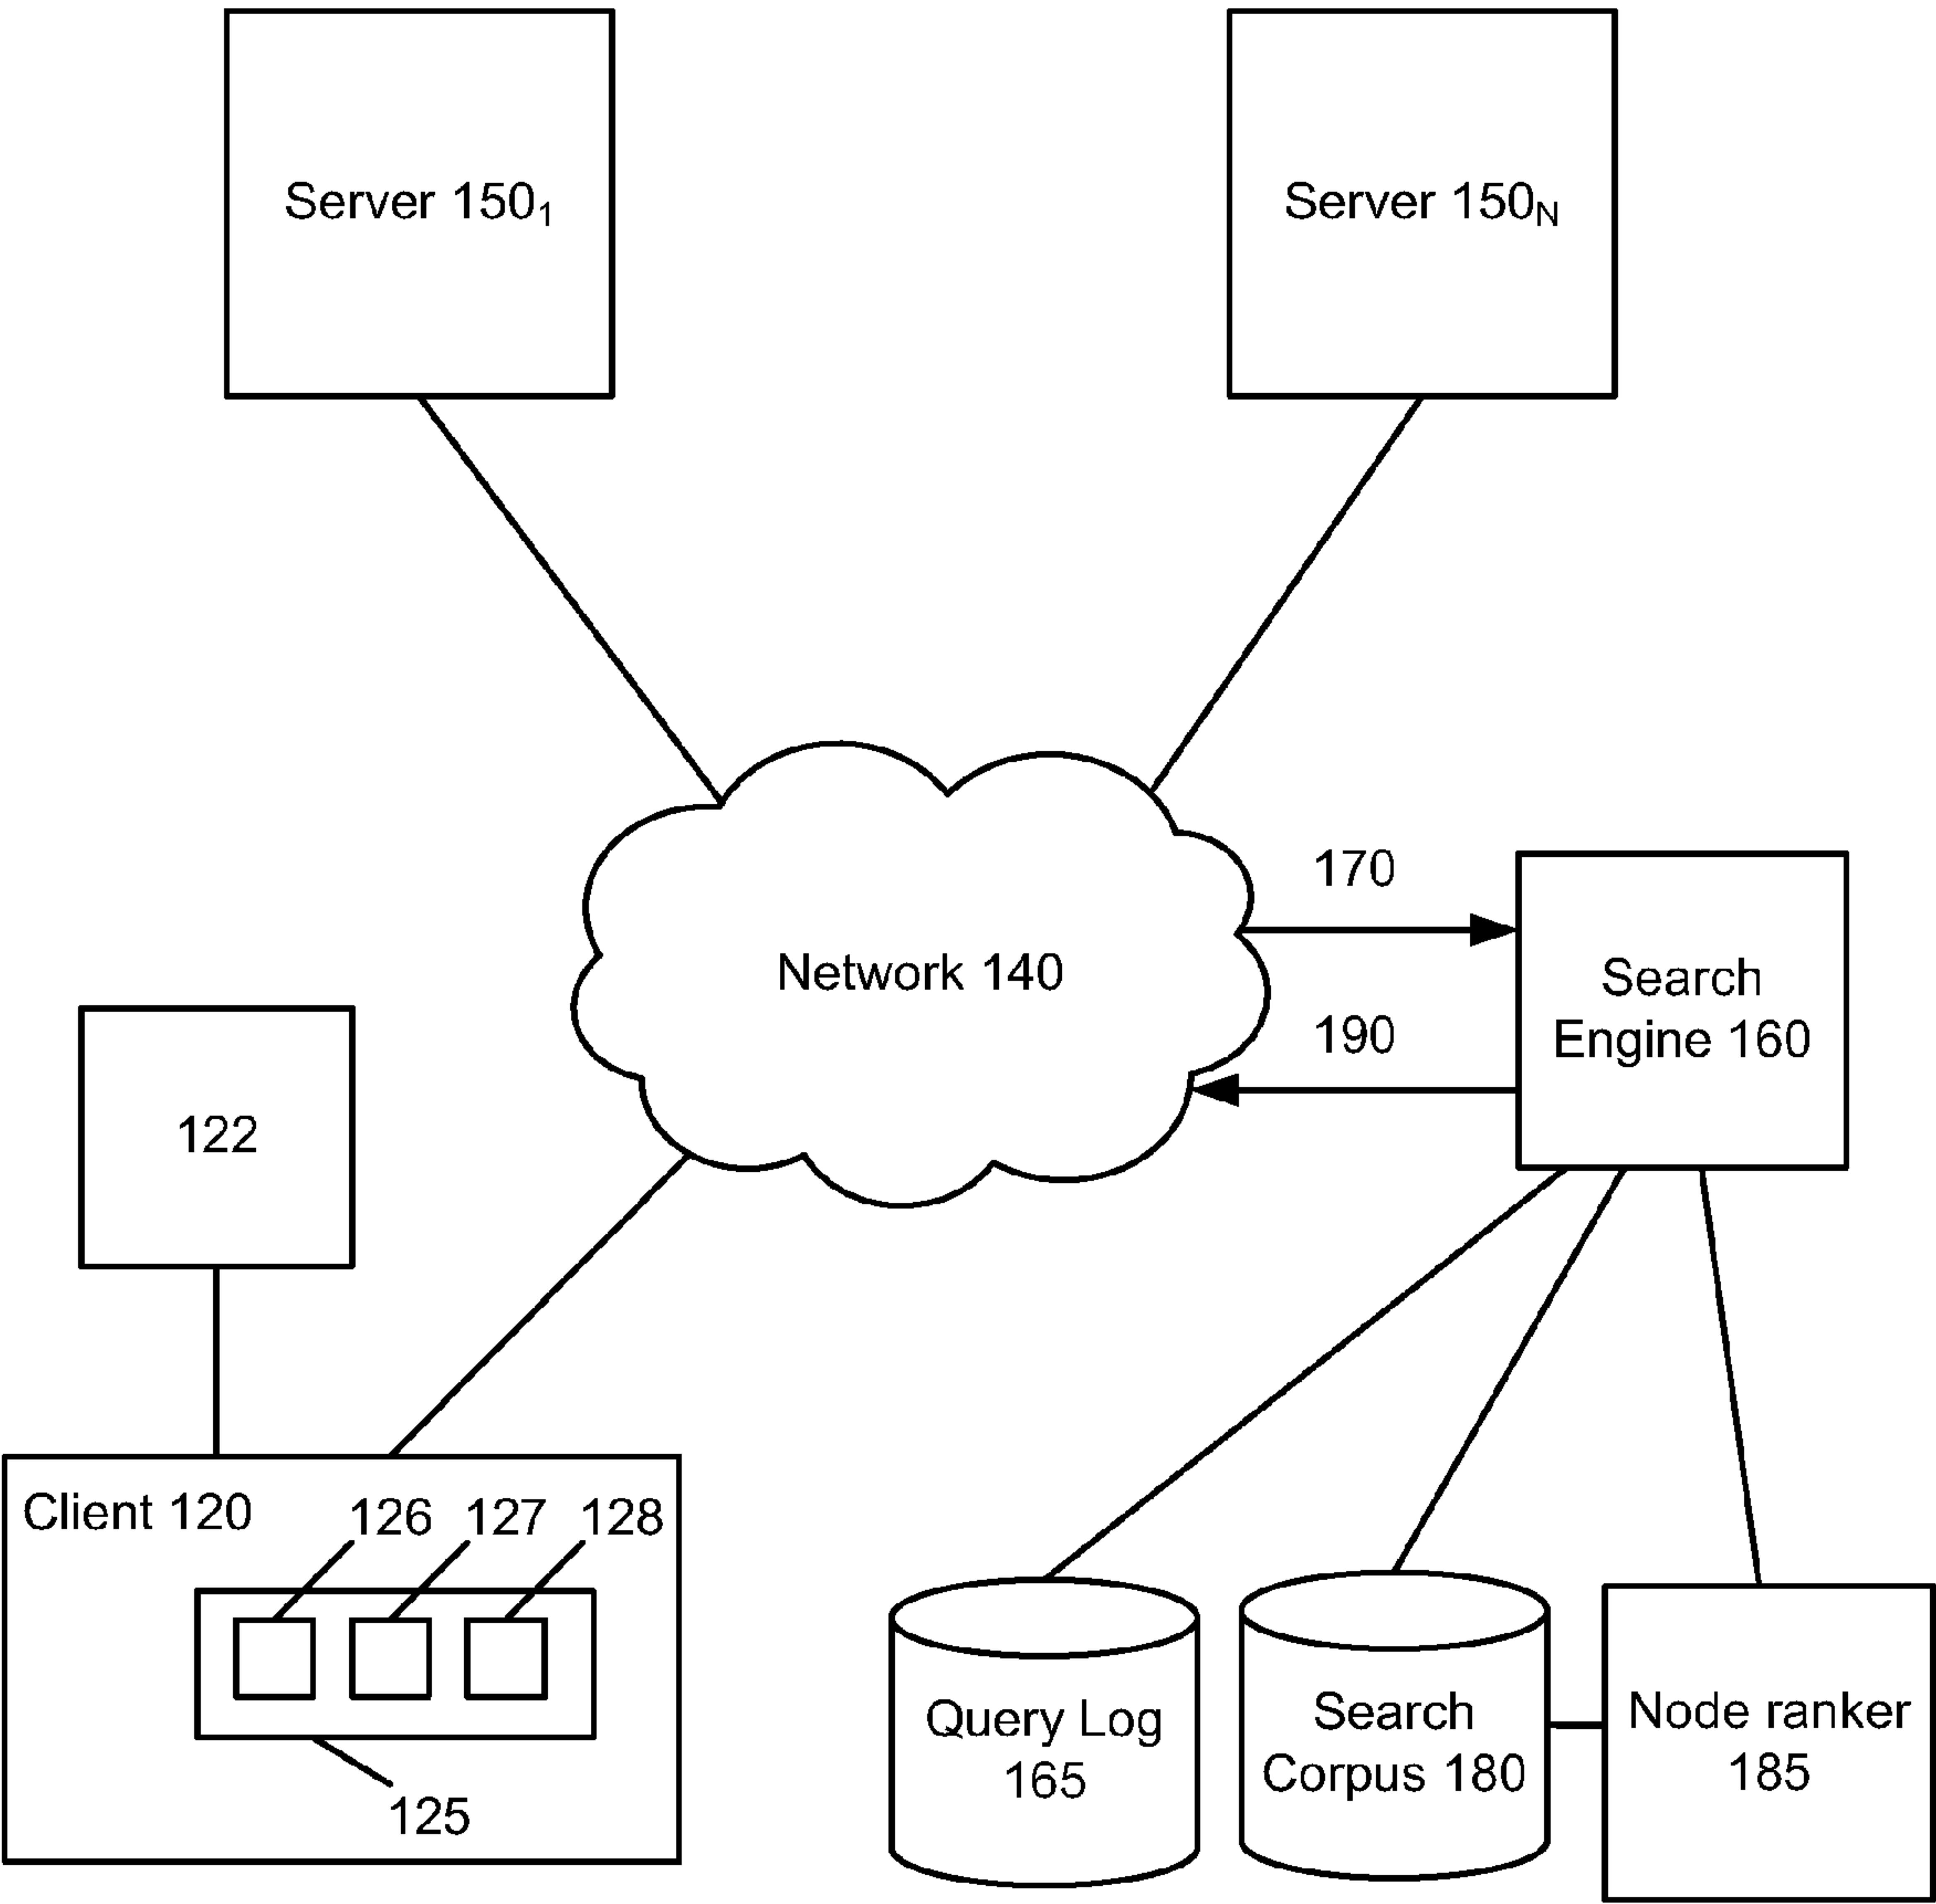 Server 150₁
Server 150ₙ
170
Network 140
Search
Engine 160
190
122
Client 120
126
127
128
125
Query Log
165
Search
Corpus 180
Node ranker
185